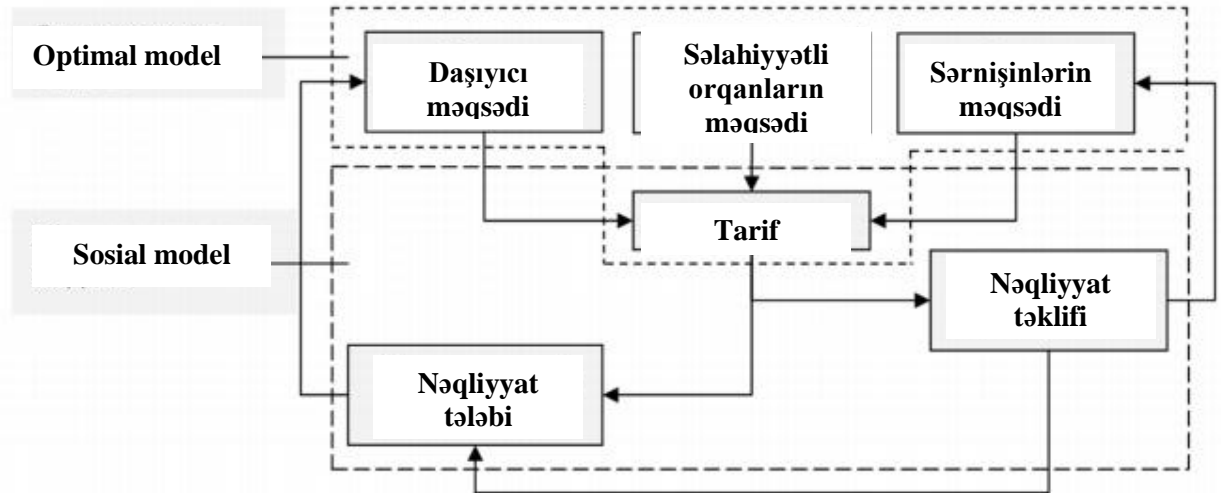 Optimal model
Daşıyıcı
məqsədi
Səlahiyyətli
orqanların
məqsədi
Sərnişinlərin
məqsədi
Tarif
Sosial model
Nəqliyyat
təklifi
Nəqliyyat
tələbi